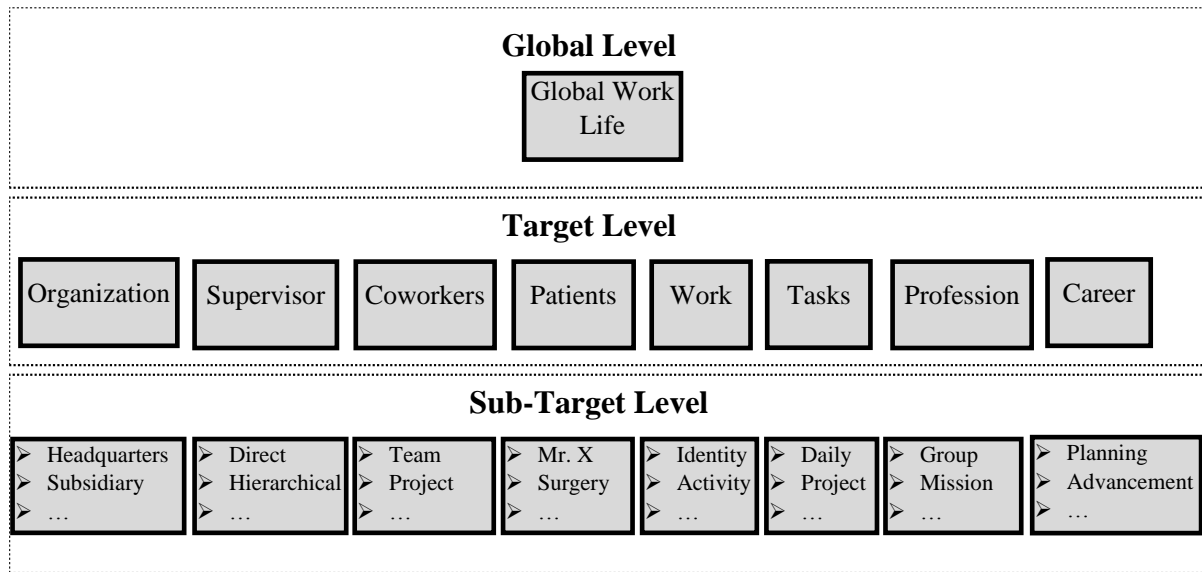 Global Level
Global Work
Life
Target Level
Organization
Supervisor
Coworkers
Patients
Work
Tasks
Profession
Career
Sub-Target Level
➢ Headquarters
➢ Subsidiary
➢ …
➢ Direct
➢ Hierarchical
➢ …
➢ Team
➢ Project
➢ …
➢ Mr. X
➢ Surgery
➢ …
➢ Identity
➢ Activity
➢ …
➢ Daily
➢ Project
➢ …
➢ Group
➢ Mission
➢ …
➢ Planning
➢ Advancement
➢ …